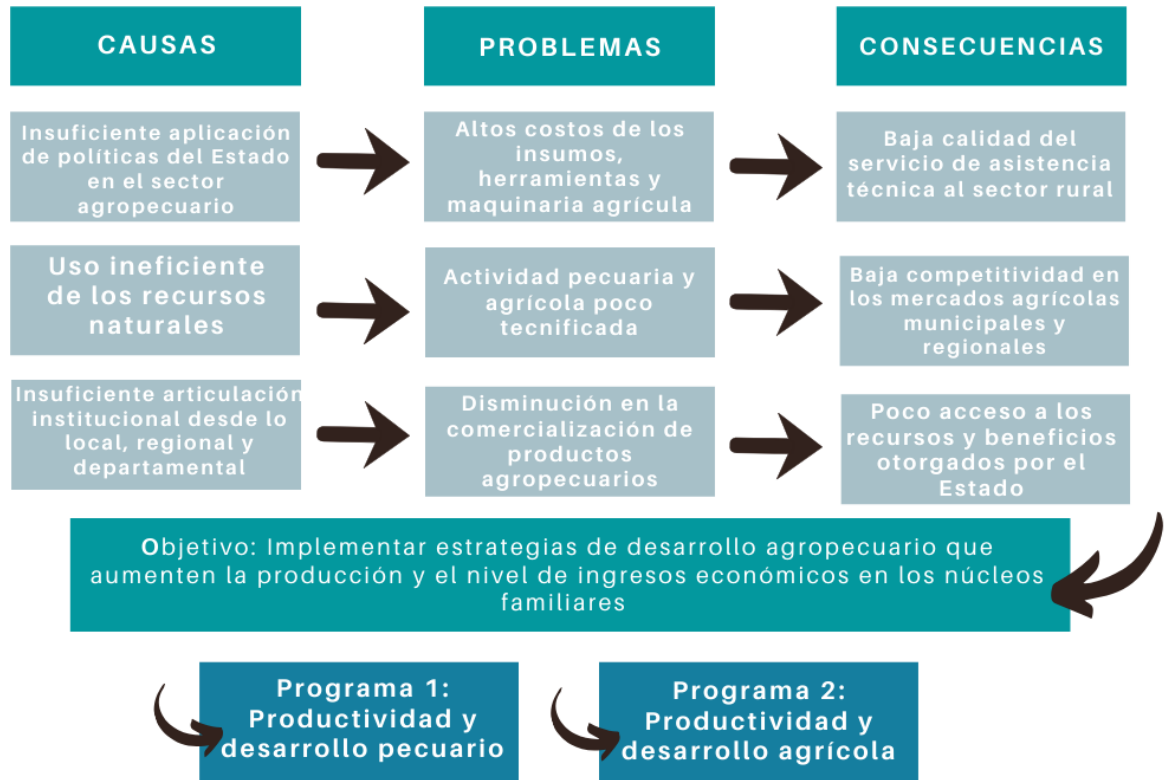 CAUSAS
PROBLEMAS
CONSECUENCIAS
Insuficiente aplicación
de políticas del Estado
en el sector
agropecuario
Altos costos de los
insumos,
herramientas y
maquinaria agrícula
Baja calidad del
servicio de asistencia
técnica al sector rural
Uso ineficiente
de los recursos
naturales
Actividad pecuaria y
agrícola poco
tecnificada
Baja competitividad en
los mercados agrícolas
municipales y
regionales
Insuficiente articulación
institucional desde lo
local, regional y
departamental
Disminución en la
comercialización de
productos
agropecuarios
Poco acceso a los
recursos y beneficios
otorgados por el
Estado
Objetivo: Implementar estrategias de desarrollo agropecuario que
aumenten la producción y el nivel de ingresos económicos en los núcleos
familiares
Programa 1:
Productividad y
desarrollo pecuario
Programa 2:
Productividad y
desarrollo agrícola